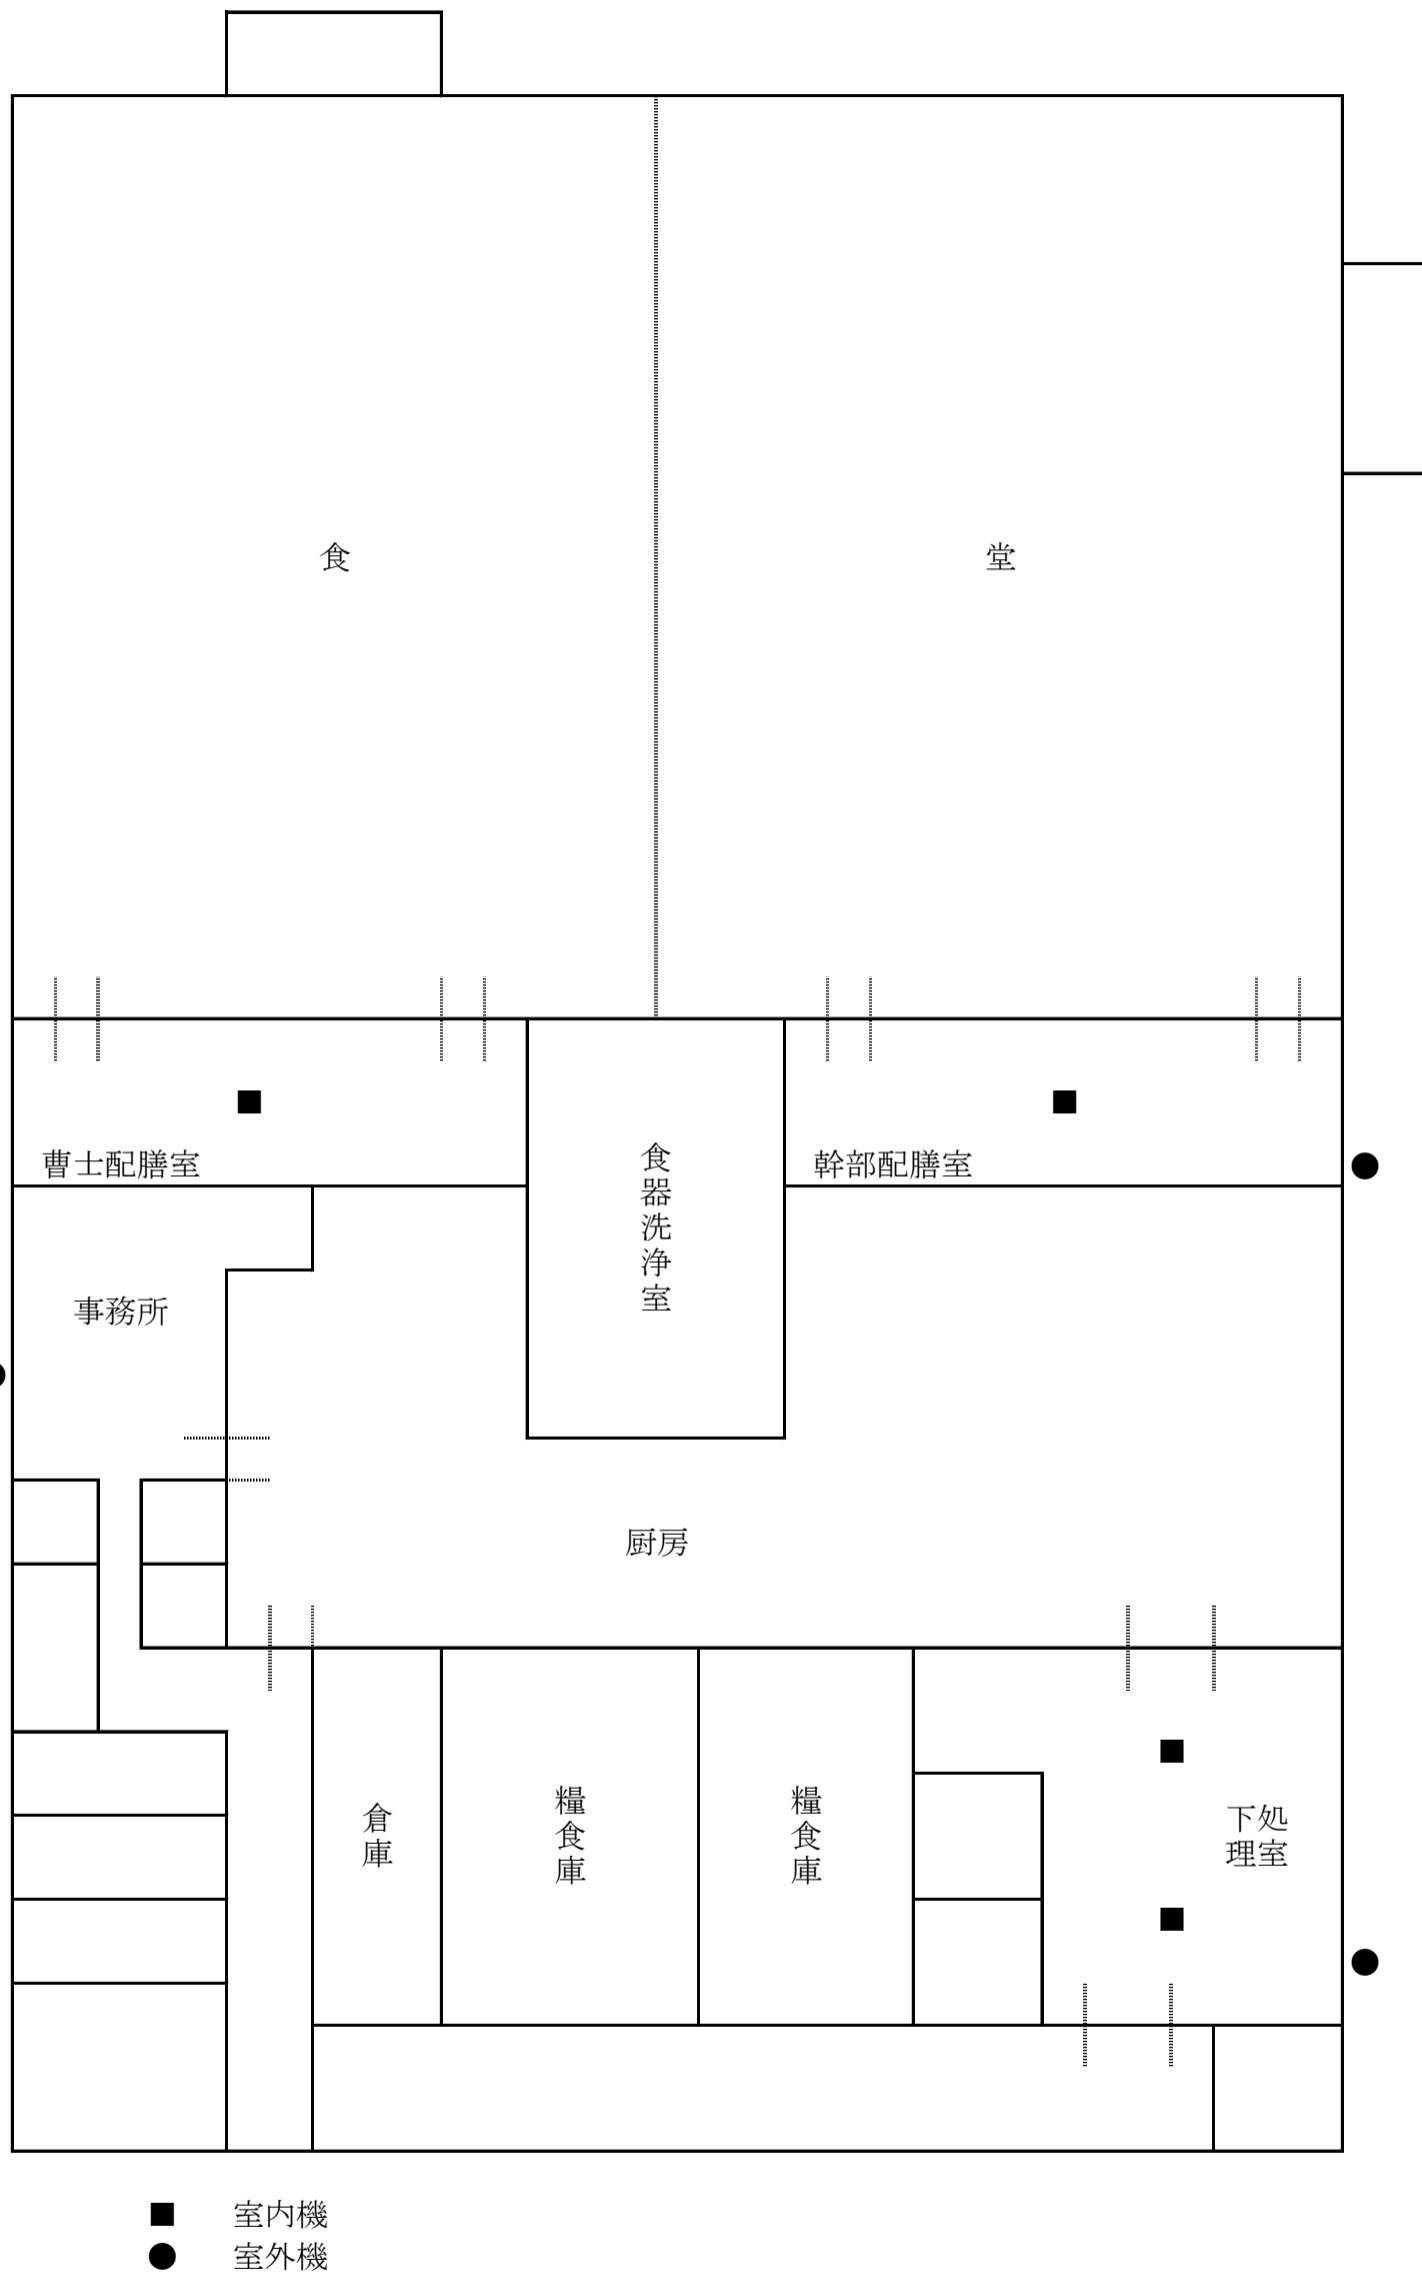 食堂
曹士配膳室
食器洗浄室
幹部配膳室
事務所
厨房
倉庫
糧食庫
糧食庫
下処
理室
■ 室内機
● 室外機